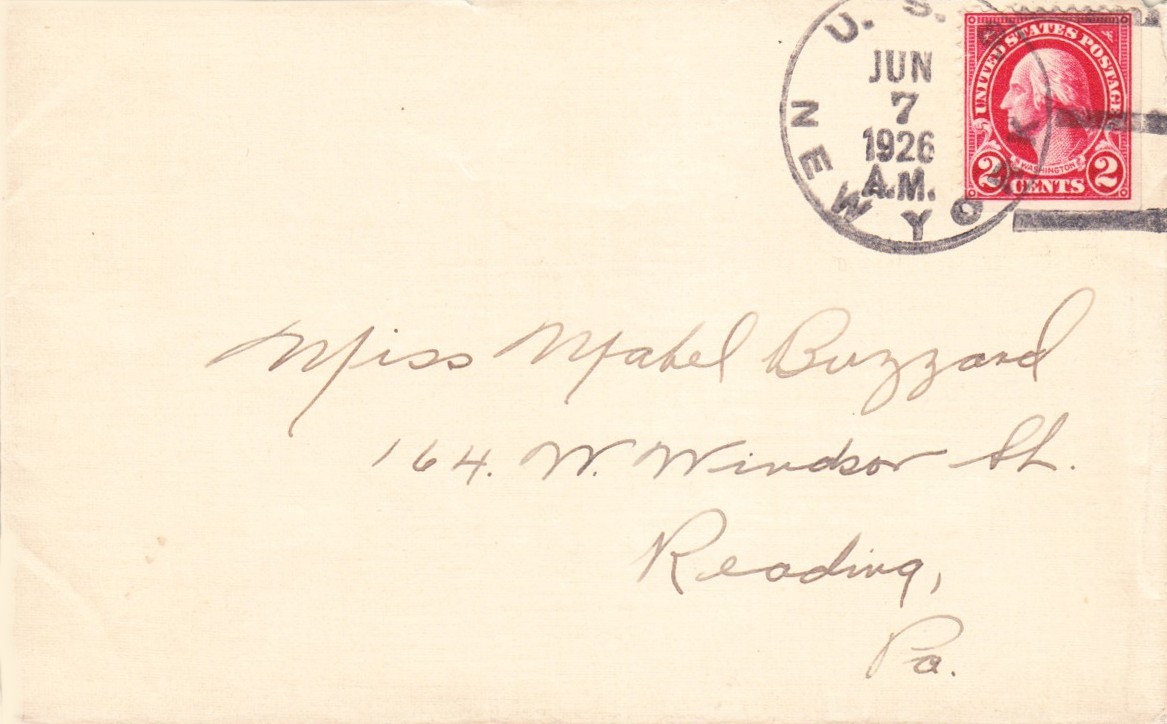 U. S. S.
JUN
7
1926
A.M.
NEW YORK
UNITED STATES POSTAGE
WASHINGTON
2 CENTS 2
Miss Mabel Buzzard
164. W. Windsor St.
Reading,
Pa.